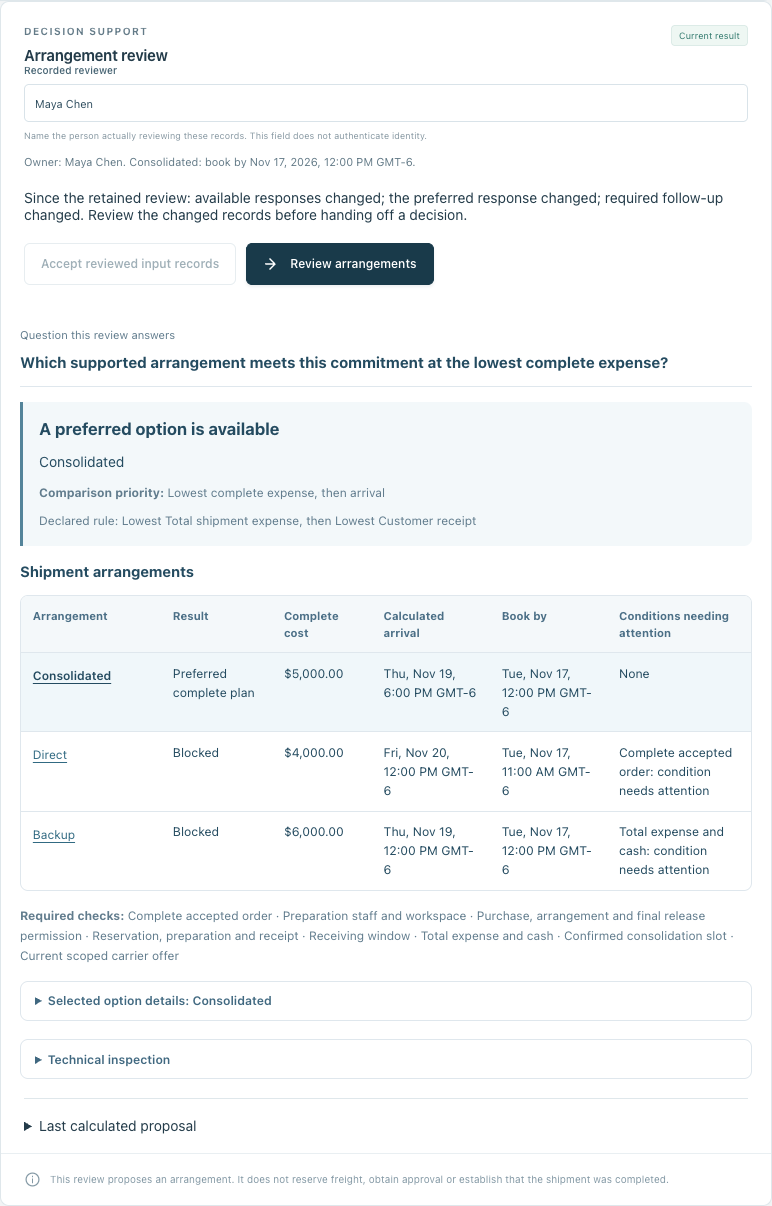 DECISION SUPPORT
Current result
Arrangement review
Recorded reviewer
Maya Chen
Name the person actually reviewing these records. This field does not authenticate identity.
Owner: Maya Chen. Consolidated: book by Nov 17, 2026, 12:00 PM GMT-6.
Since the retained review: available responses changed; the preferred response changed; required follow-up
changed. Review the changed records before handing off a decision.
Accept reviewed input records
→ Review arrangements
Question this review answers
Which supported arrangement meets this commitment at the lowest complete expense?
A preferred option is available
Consolidated
Comparison priority: Lowest complete expense, then arrival
Declared rule: Lowest Total shipment expense, then Lowest Customer receipt
Shipment arrangements
Arrangement
Result
Complete
cost
Calculated
arrival
Book by
Conditions needing
attention
Consolidated
Preferred
complete plan
$5,000.00
Thu, Nov 19,
6:00 PM GMT-6
Tue, Nov 17,
12:00 PM GMT-
6
None
Direct
Blocked
$4,000.00
Fri, Nov 20,
12:00 PM GMT-
6
Tue, Nov 17,
11:00 AM GMT-
6
Complete accepted
order: condition
needs attention
Backup
Blocked
$6,000.00
Thu, Nov 19,
12:00 PM GMT-
6
Tue, Nov 17,
12:00 PM GMT-
6
Total expense and
cash: condition
needs attention
Required checks: Complete accepted order · Preparation staff and workspace · Purchase, arrangement and final release
permission · Reservation, preparation and receipt · Receiving window · Total expense and cash · Confirmed consolidation slot ·
Current scoped carrier offer
▶ Selected option details: Consolidated
▶ Technical inspection
▶ Last calculated proposal
This review proposes an arrangement. It does not reserve freight, obtain approval or establish that the shipment was completed.